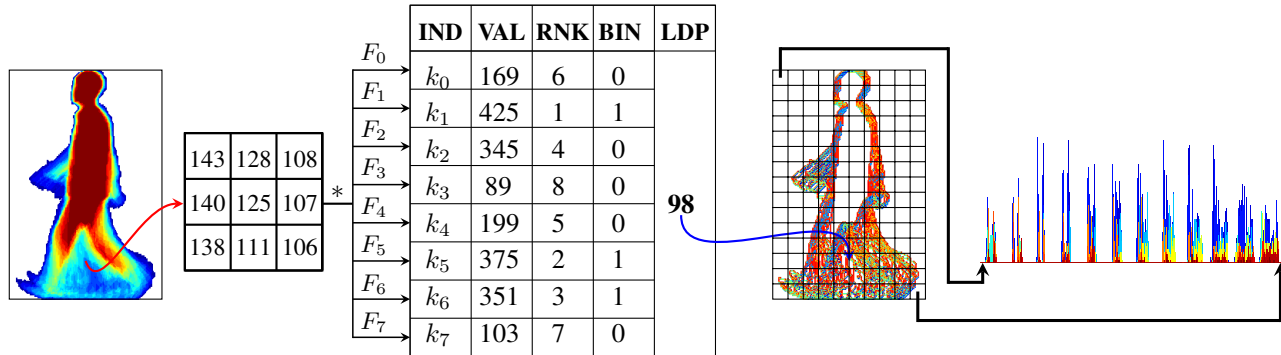 IND VAL RNK BIN LDP
F₀ k₀ 169 6 0
F₁ k₁ 425 1 1
F₂ k₂ 345 4 0
F₃ k₃ 89 8 0
F₄ k₄ 199 5 0
F₅ k₅ 375 2 1
F₆ k₆ 351 3 1
F₇ k₇ 103 7 0
98
143 128 108
140 125 107
138 111 106
*